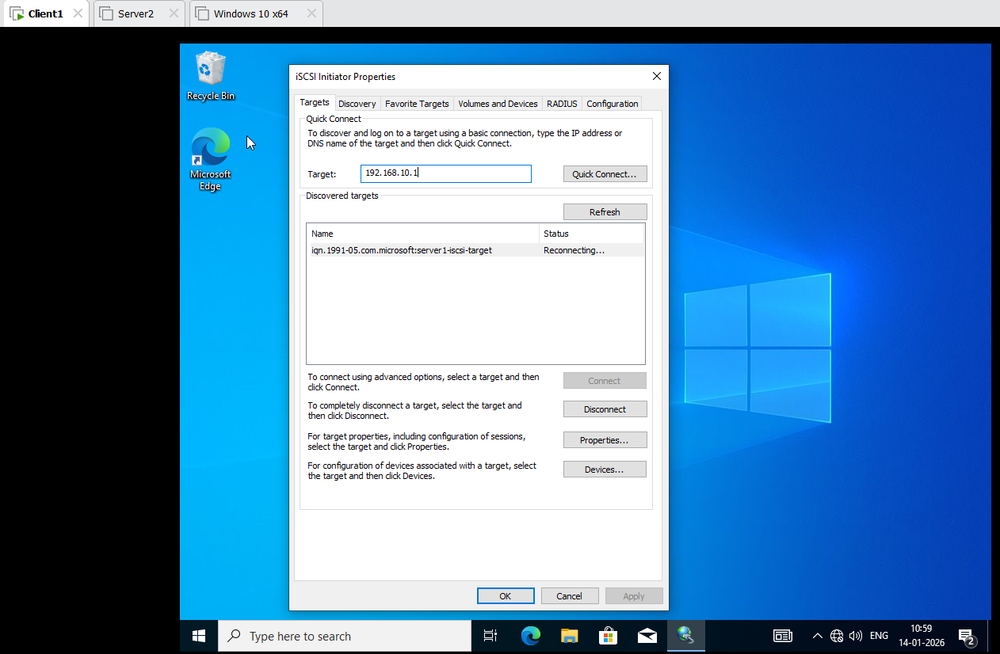 Client1
Server2
Windows 10 x64
Recycle Bin
Microsoft
Edge
iSCSI Initiator Properties
Targets
Discovery
Favorite Targets
Volumes and Devices
RADIUS
Configuration
Quick Connect
To discover and log on to a target using a basic connection, type the IP address or
DNS name of the target and then click Quick Connect.
Target:
192.168.10.1
Quick Connect...
Discovered targets
Refresh
Name
Status
iqn.1991-05.com.microsoft:server1-iscsi-target
Reconnecting...
To connect using advanced options, select a target and then
click Connect.
Connect
To completely disconnect a target, select the target and
then click Disconnect.
Disconnect
For target properties, including configuration of sessions,
select the target and click Properties.
Properties...
For configuration of devices associated with a target, select
the target and then click Devices.
Devices...
OK
Cancel
Apply
Type here to search
ENG
10:59
14-01-2026
2